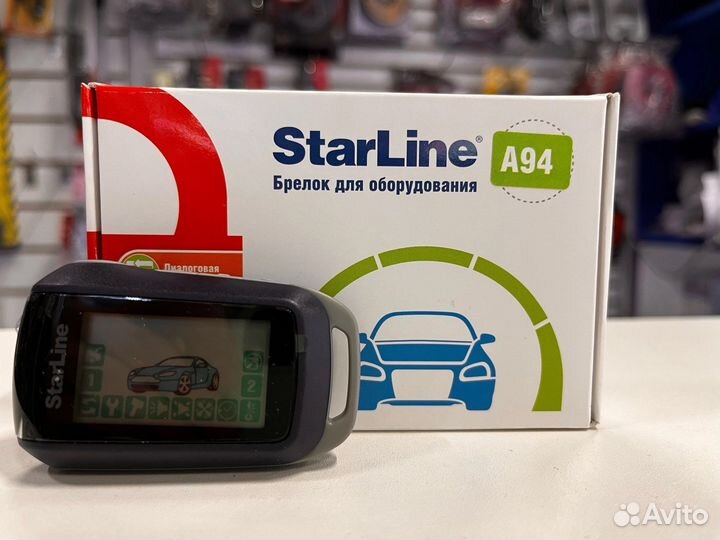 StarLine®
A94
Брелок для оборудования
Диалоговая
StarLine
1
2
Avito